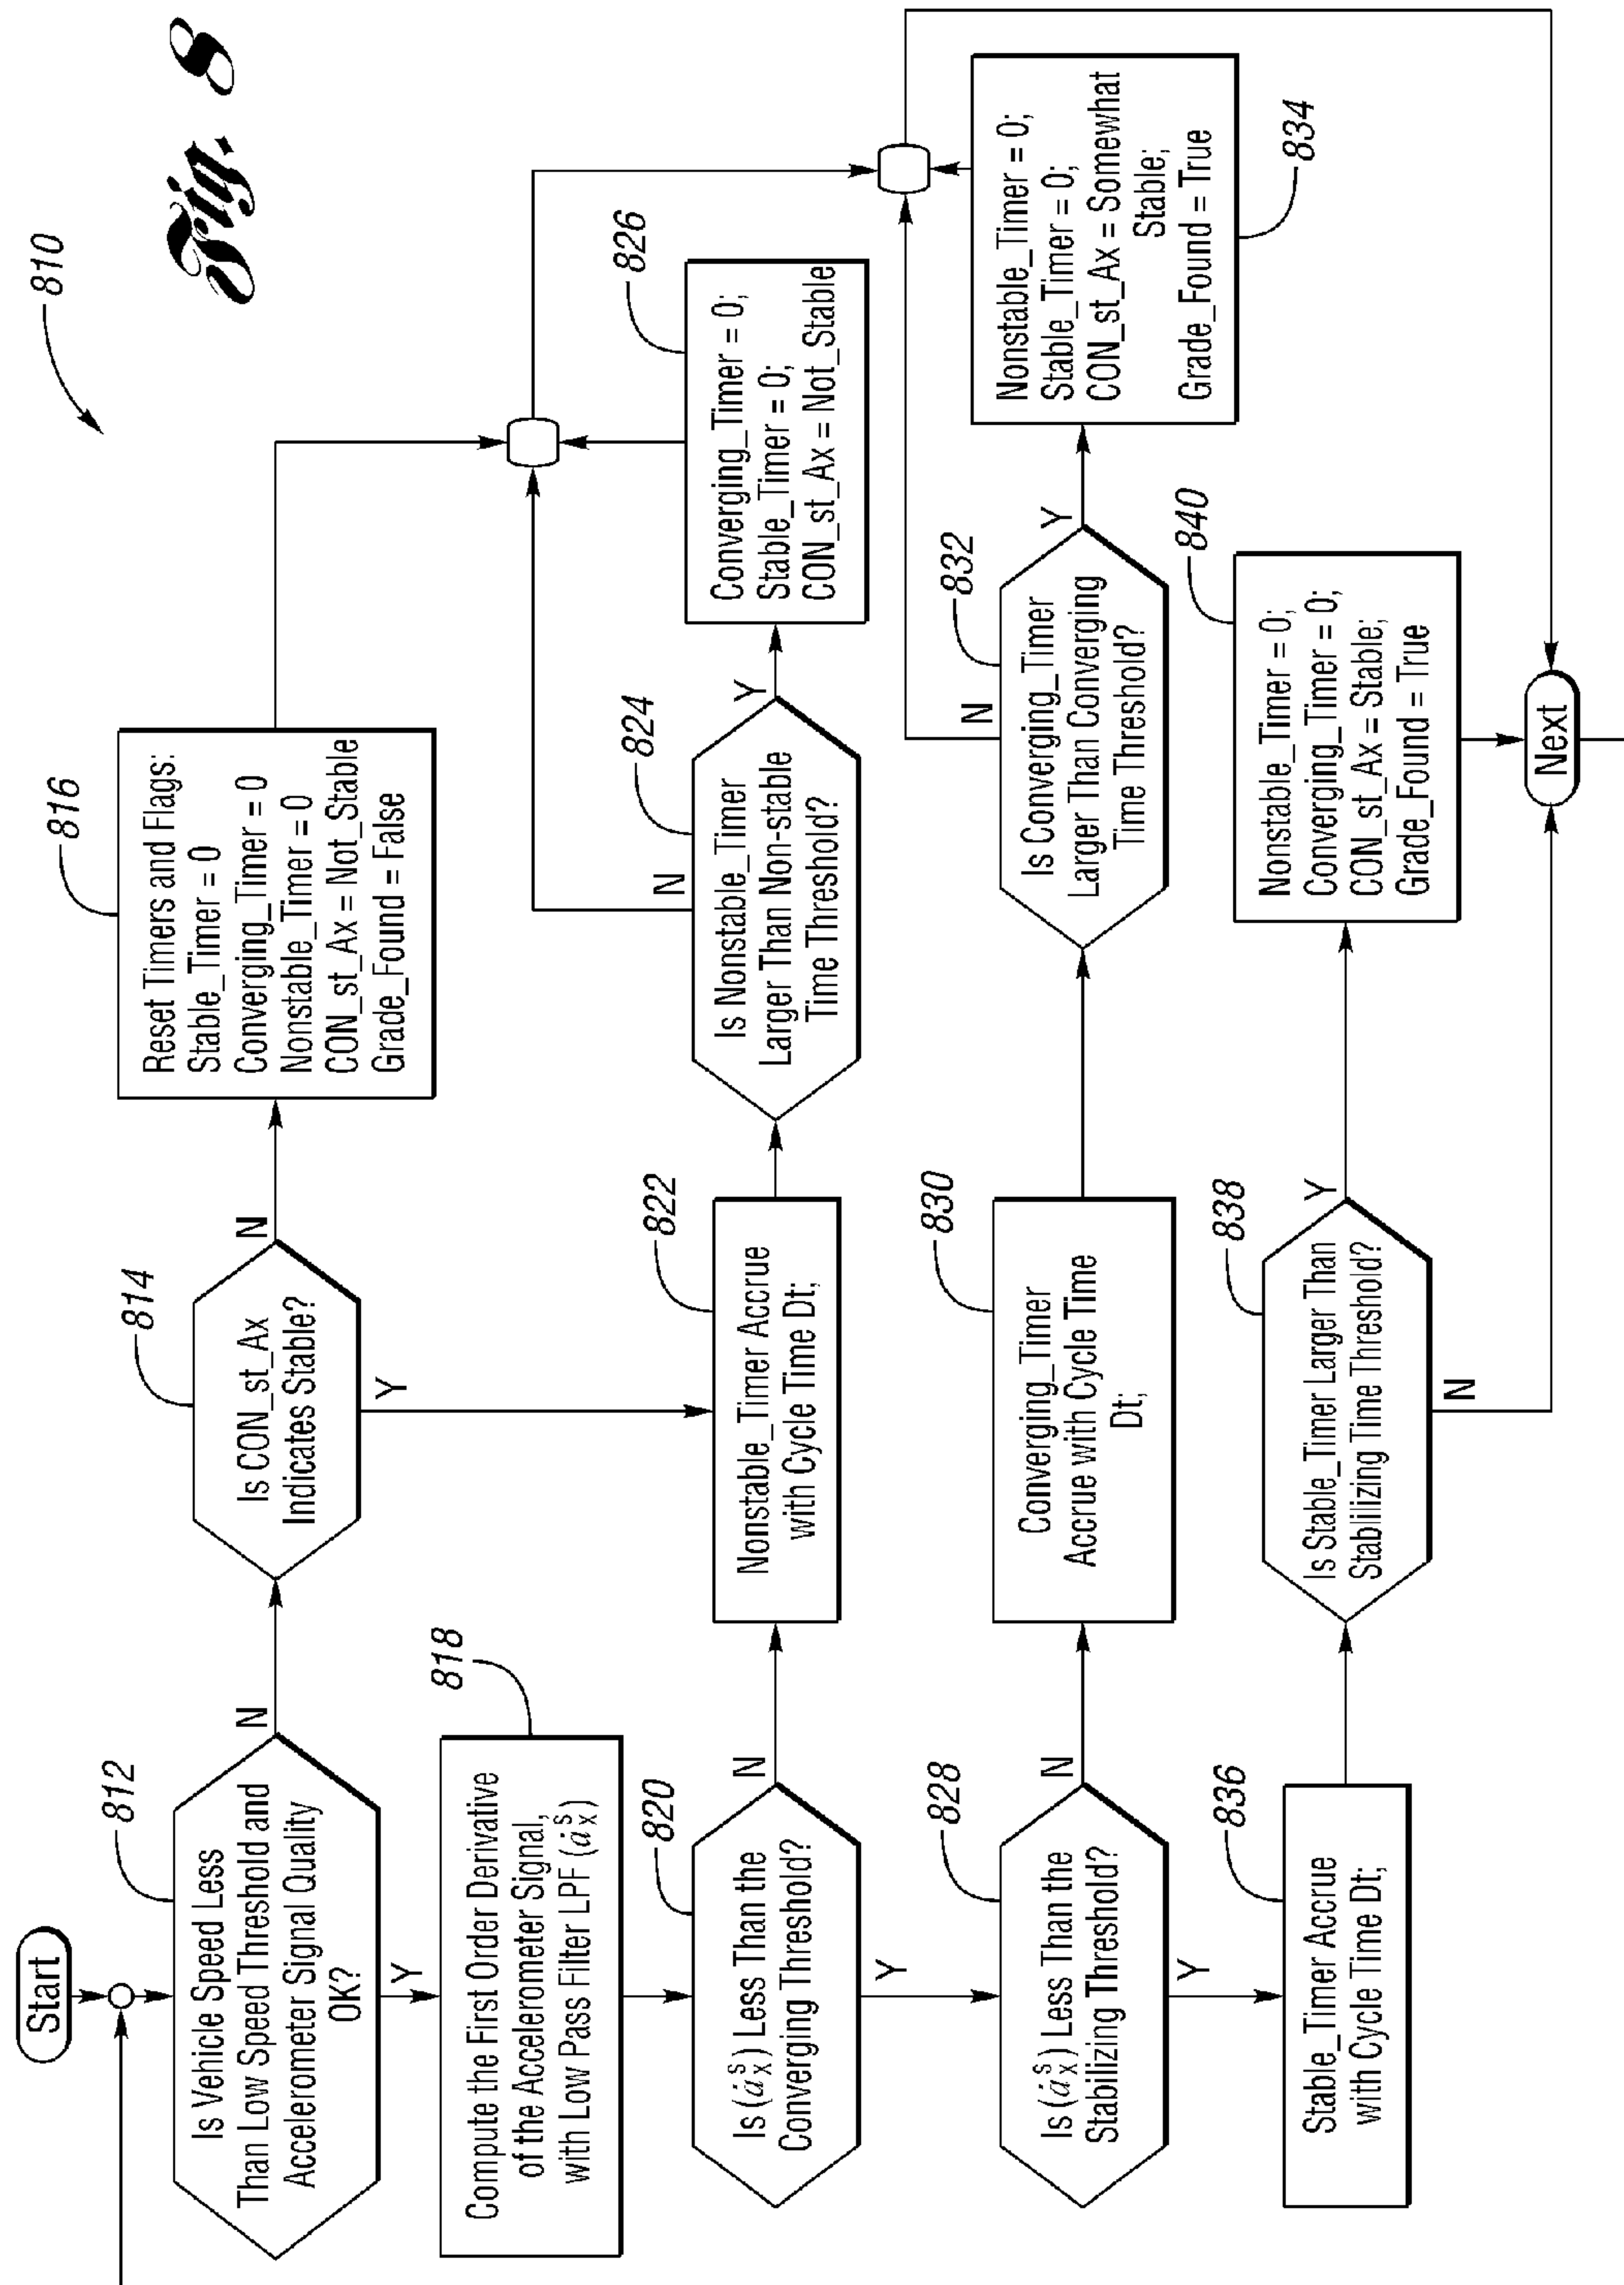 Fig. 8
810
Start
812
Is Vehicle Speed Less
Than Low Speed Threshold and
Accelerometer Signal Quality
OK?
N
Y
814
Is CON_st_Ax
Indicates Stable?
N
Y
816
Reset Timers and Flags:
Stable_Timer = 0
Converging_Timer = 0
Nonstable_Timer = 0
CON_st_Ax = Not_Stable
Grade_Found = False
818
Compute the First Order Derivative
of the Accelerometer Signal,
with Low Pass Filter LPF (ȧₓˢ)
820
Is (ȧₓˢ) Less Than the
Converging Threshold?
N
Y
822
Nonstable_Timer Accrue
with Cycle Time Dt;
824
Is Nonstable_Timer
Larger Than Non-stable
Time Threshold?
N
Y
826
Converging_Timer = 0;
Stable_Timer = 0;
CON_st_Ax = Not_Stable
828
Is (ȧₓˢ) Less Than the
Stabilizing Threshold?
N
Y
830
Converging_Timer
Accrue with Cycle Time
Dt;
832
Is Converging_Timer
Larger Than Converging
Time Threshold?
N
Y
834
Nonstable_Timer = 0;
Stable_Timer = 0;
CON_st_Ax = Somewhat
Stable;
Grade_Found = True
836
Stable_Timer Accrue
with Cycle Time Dt;
838
Is Stable_Timer Larger Than
Stablilizing Time Threshold?
Y
N
840
Nonstable_Timer = 0;
Converging_Timer = 0;
CON_st_Ax = Stable;
Grade_Found = True
Next